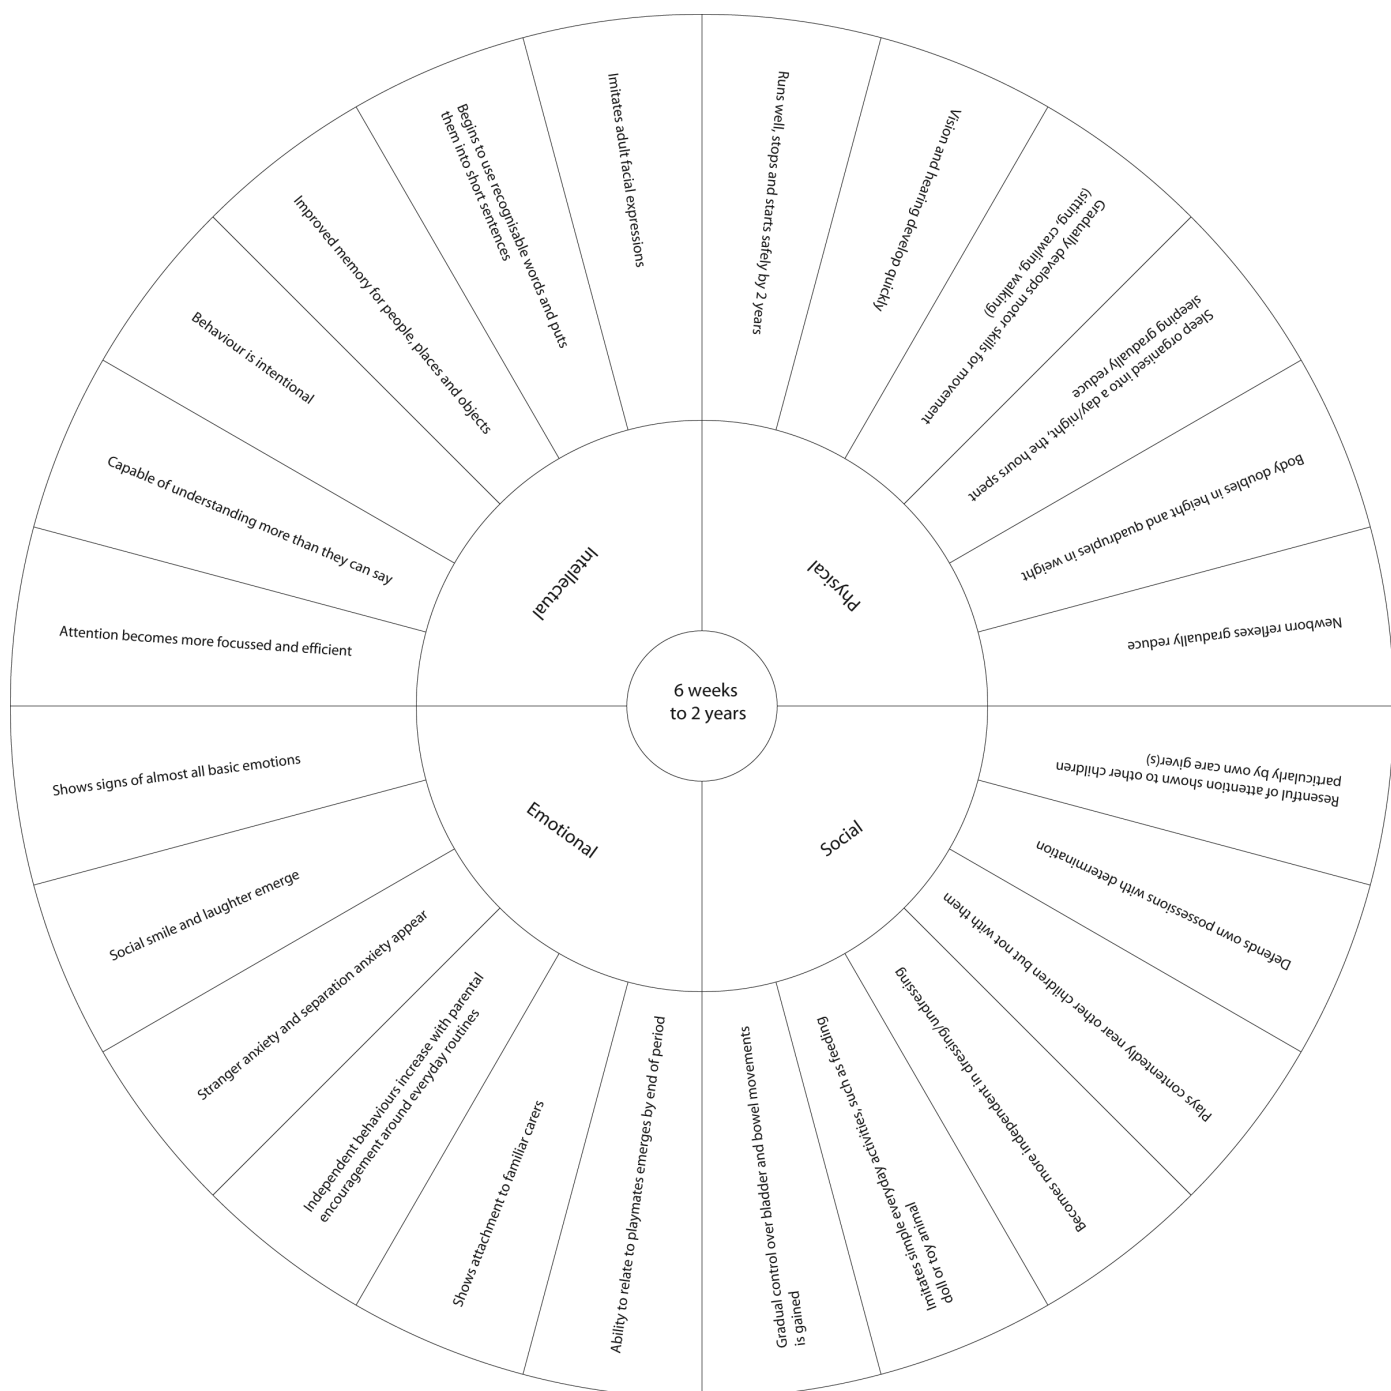 6 weeks
to 2 years
Physical
Runs well, stops and starts safely by 2 years
Vision and hearing develop quickly
Gradually develops motor skills for movement
(sitting, crawling, walking)
Sleep organised into a day/night, the hours spent
sleeping gradually reduce
Body doubles in height and quadruples in weight
Newborn reflexes gradually reduce
Social
Resentful of attention shown to other children
particularly by own care giver(s)
Defends own possessions with determination
Plays contentedly near other children but not with them
Becomes more independent in dressing/undressing
Imitates simple everyday activities, such as feeding
doll or toy animal
Gradual control over bladder and bowel movements
is gained
Emotional
Ability to relate to playmates emerges by end of period
Shows attachment to familiar carers
Independent behaviours increase with parental
encouragement around everyday routines
Stranger anxiety and separation anxiety appear
Social smile and laughter emerge
Shows signs of almost all basic emotions
Intellectual
Attention becomes more focussed and efficient
Capable of understanding more than they can say
Behaviour is intentional
Improved memory for people, places and objects
Begins to use recognisable words and puts
them into short sentences
Imitates adult facial expressions